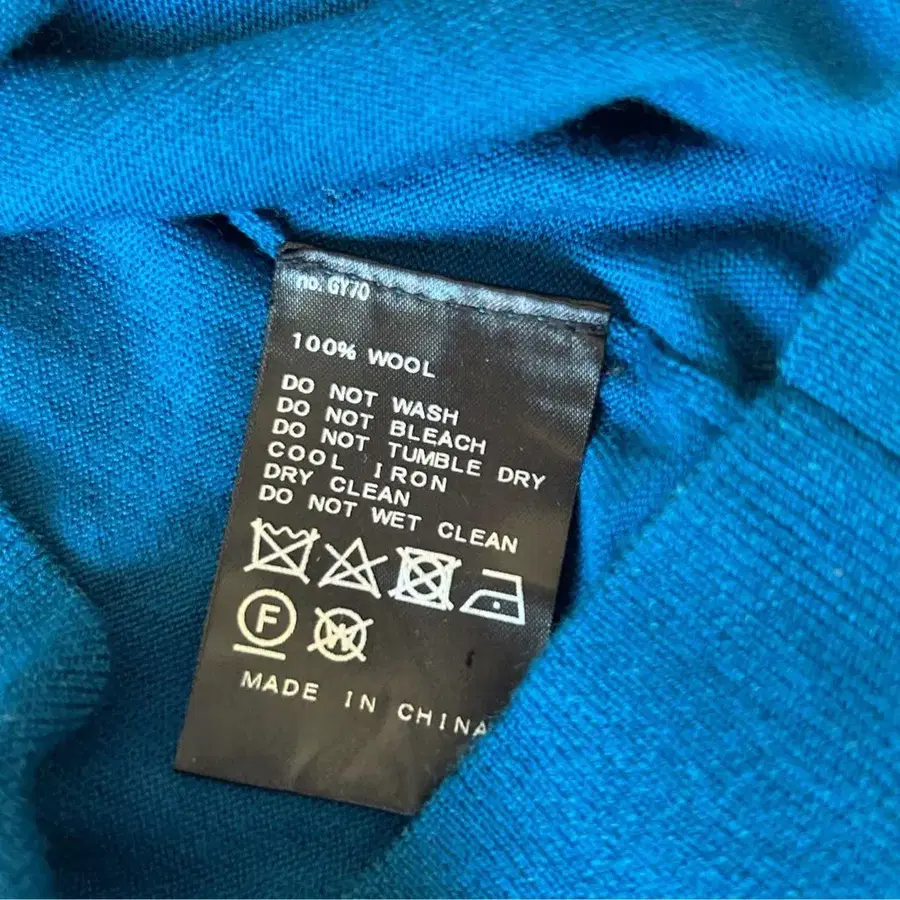 no. GY70
100% WOOL
DO NOT WASH
DO NOT BLEACH
DO NOT TUMBLE DRY
COOL IRON
DRY CLEAN
DO NOT WET CLEAN
F W
MADE IN CHINA